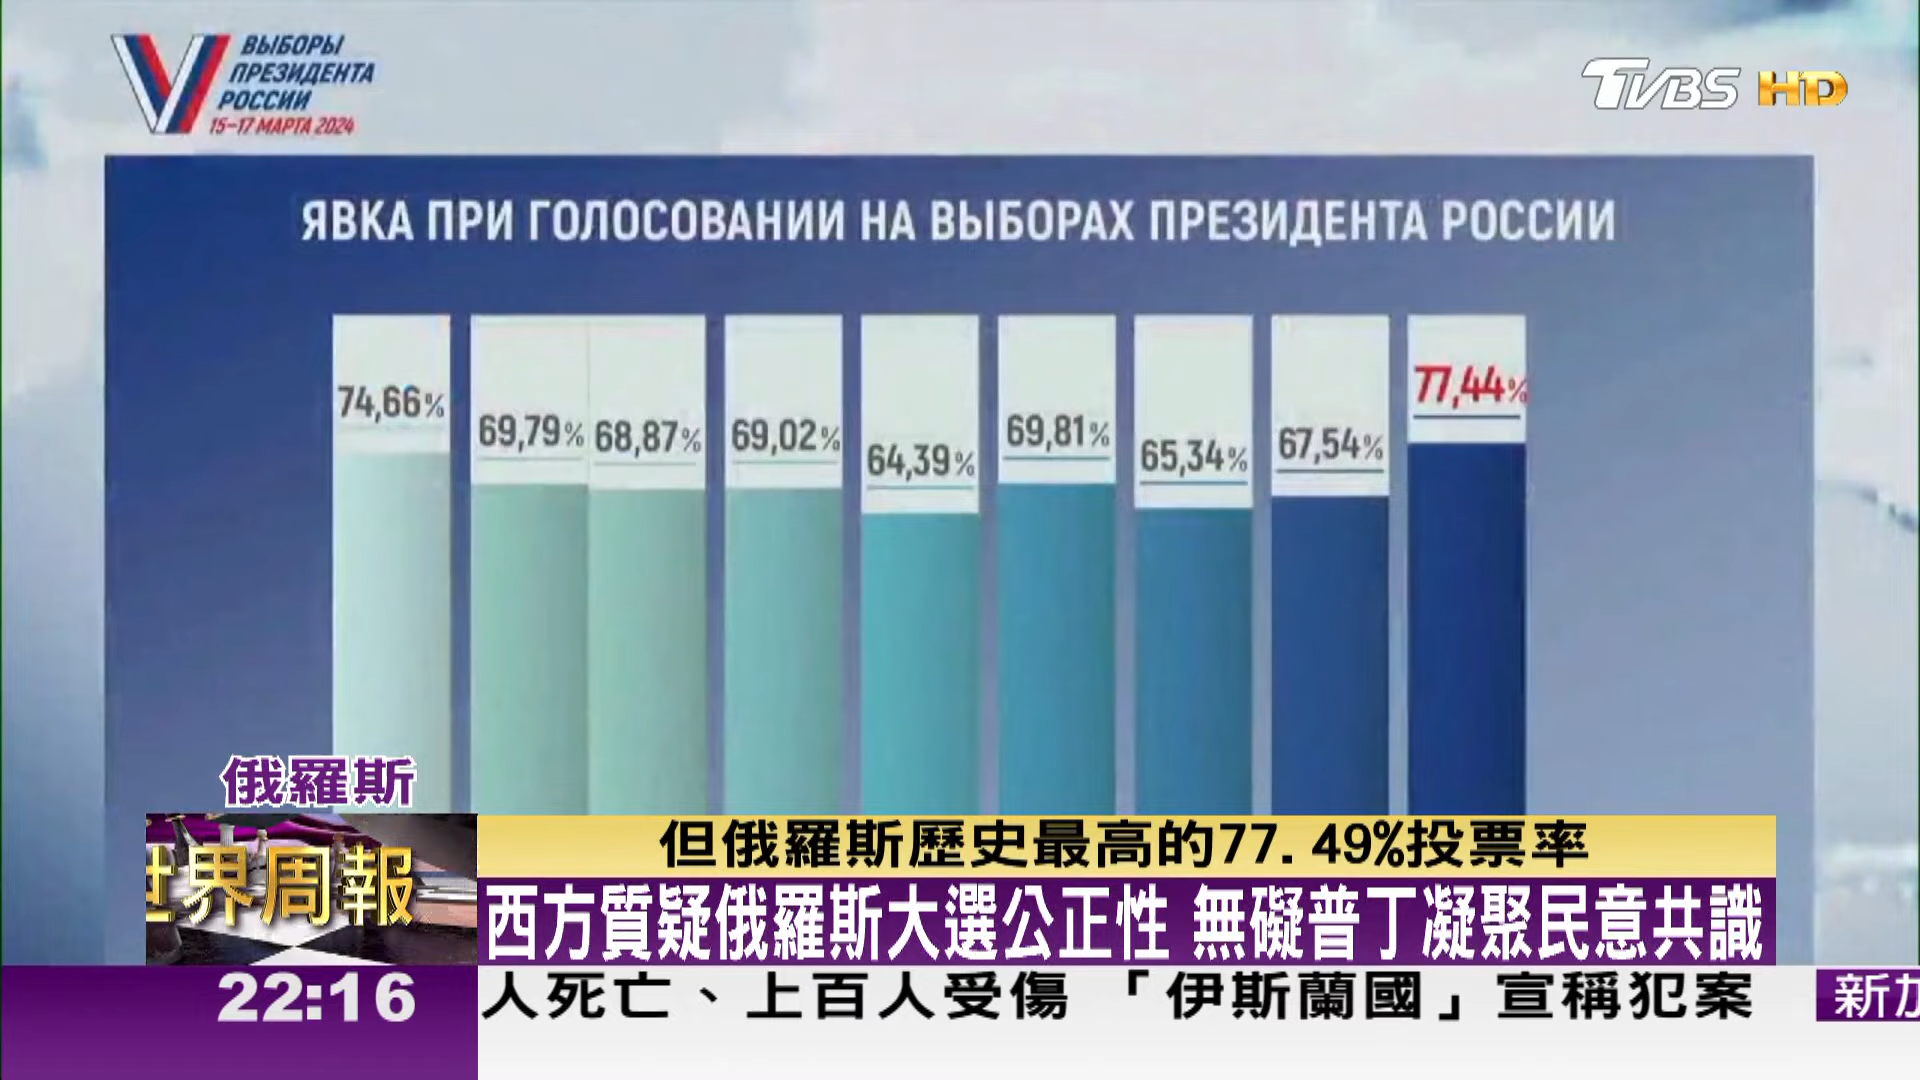 ВЫБОРЫ
ПРЕЗИДЕНТА
РОССИИ
15–17 МАРТА 2024
TVBS HD
ЯВКА ПРИ ГОЛОСОВАНИИ НА ВЫБОРАХ ПРЕЗИДЕНТА РОССИИ
74,66% 69,79% 68,87% 69,02% 64,39% 69,81% 65,34% 67,54% 77,44%
俄羅斯
世界周報
但俄羅斯歷史最高的77.49%投票率
西方質疑俄羅斯大選公正性 無礙普丁凝聚民意共識
22:16
人死亡、上百人受傷 「伊斯蘭國」宣稱犯案
新加